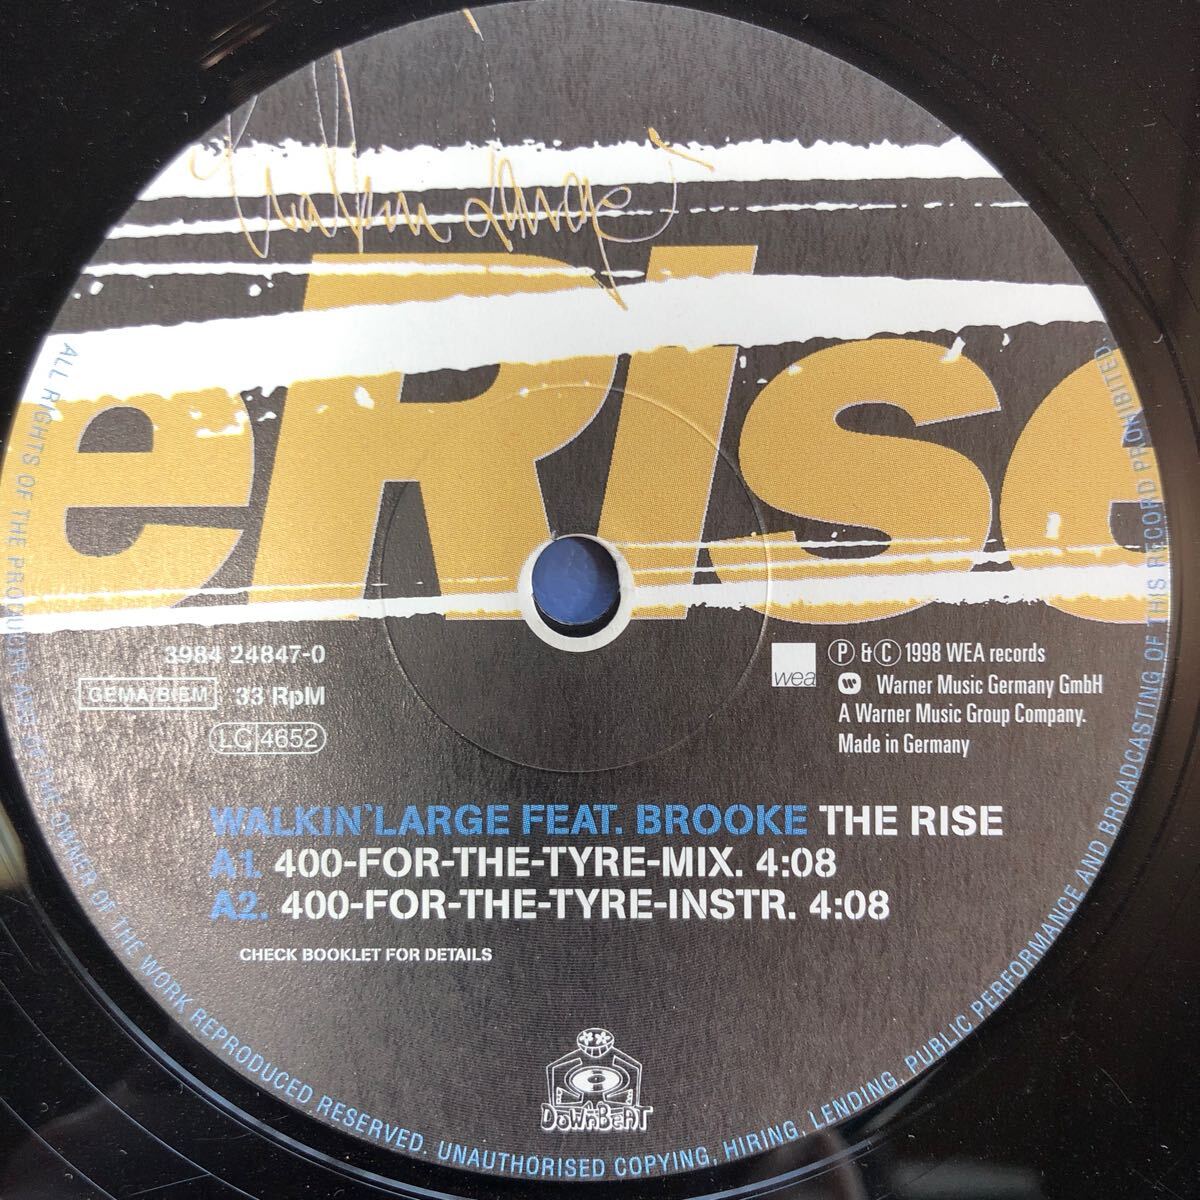 Walkin' Large
eRIse
3984 24847-0
GEMA/BIEM 33 RpM
LC 4652
wea
Ⓟ & Ⓒ 1998 WEA records
Warner Music Germany GmbH
A Warner Music Group Company.
Made in Germany
WALKIN'LARGE FEAT. BROOKE THE RISE
A1. 400-FOR-THE-TYRE-MIX. 4:08
A2. 400-FOR-THE-TYRE-INSTR. 4:08
CHECK BOOKLET FOR DETAILS
DOWNBEAT
ALL RIGHTS OF THE PRODUCER AND OF THE OWNER OF THE WORK REPRODUCED RESERVED. UNAUTHORISED COPYING, HIRING, LENDING, PUBLIC PERFORMANCE AND BROADCASTING OF THIS RECORD PROHIBITED.